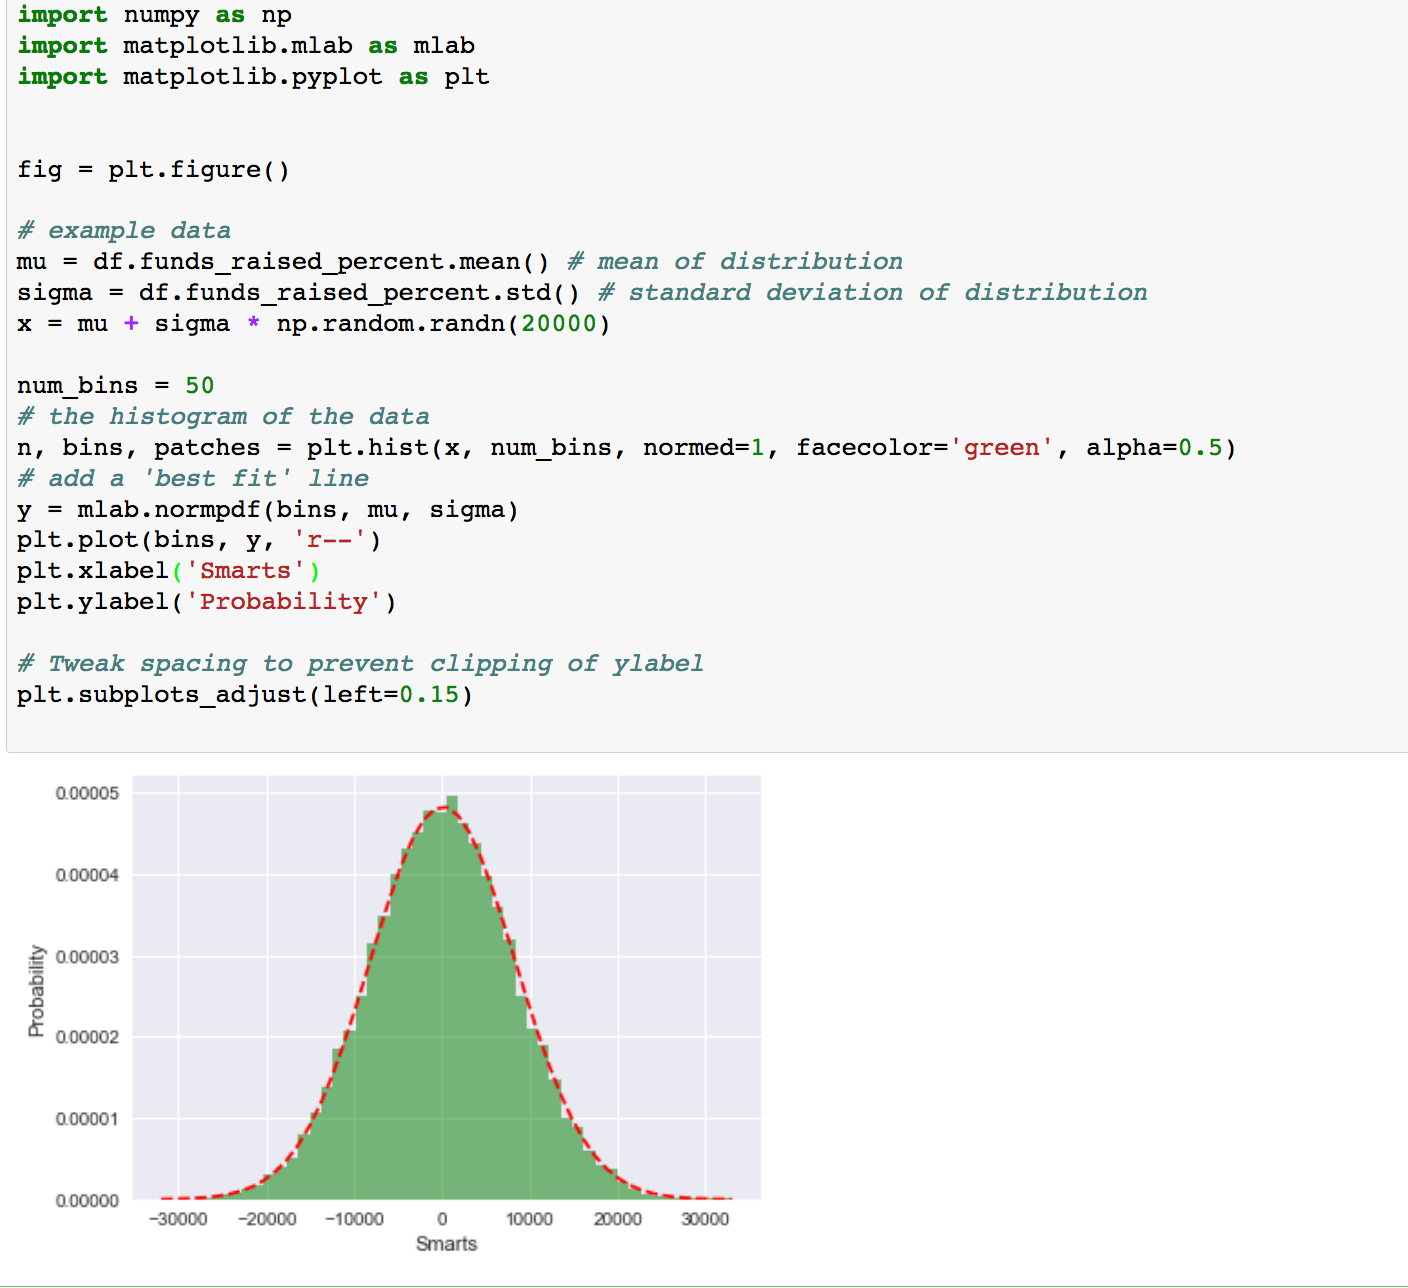 import numpy as np
import matplotlib.mlab as mlab
import matplotlib.pyplot as plt
fig = plt.figure()
# example data
mu = df.funds_raised_percent.mean() # mean of distribution
sigma = df.funds_raised_percent.std() # standard deviation of distribution
x = mu + sigma * np.random.randn(20000)
num_bins = 50
# the histogram of the data
n, bins, patches = plt.hist(x, num_bins, normed=1, facecolor='green', alpha=0.5)
# add a 'best fit' line
y = mlab.normpdf(bins, mu, sigma)
plt.plot(bins, y, 'r--')
plt.xlabel('Smarts')
plt.ylabel('Probability')
# Tweak spacing to prevent clipping of ylabel
plt.subplots_adjust(left=0.15)
0.00005
0.00004
0.00003
0.00002
0.00001
0.00000
Probability
−30000 −20000 −10000 0 10000 20000 30000
Smarts